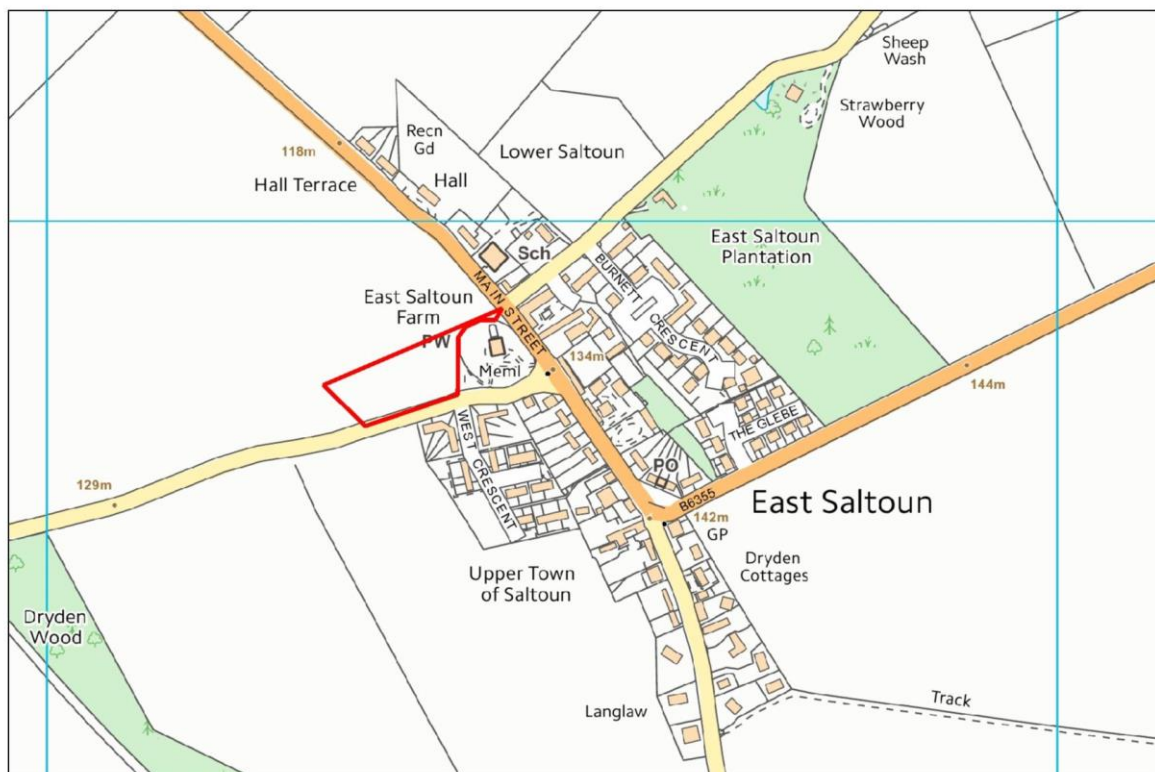 Sheep
Wash
Strawberry
Wood
Recn
Gd
118m
Lower Saltoun
Hall Terrace
Hall
East Saltoun
Plantation
Sch
BURNETT
CRESCENT
MAIN STREET
East Saltoun
Farm
PW
Meml
134m
144m
THE GLEBE
WEST CRESCENT
PO
129m
B6355
142m
GP
East Saltoun
Dryden
Cottages
Upper Town
of Saltoun
Dryden
Wood
Langlaw
Track